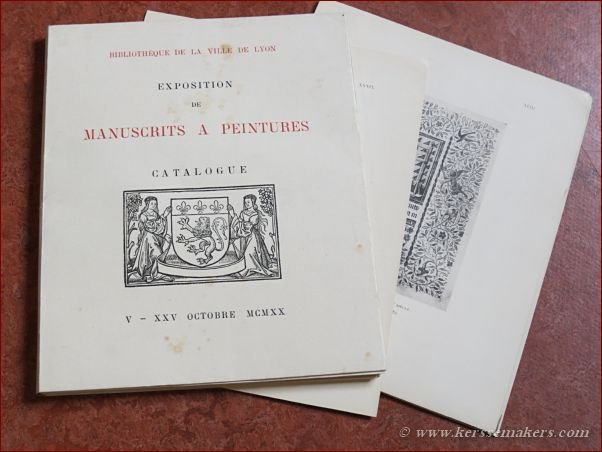 BIBLIOTHÈQUE DE LA VILLE DE LYON
EXPOSITION
DE
MANUSCRITS A PEINTURES
CATALOGUE
V – XXV OCTOBRE MCMXX
© www.kerssemakers.com